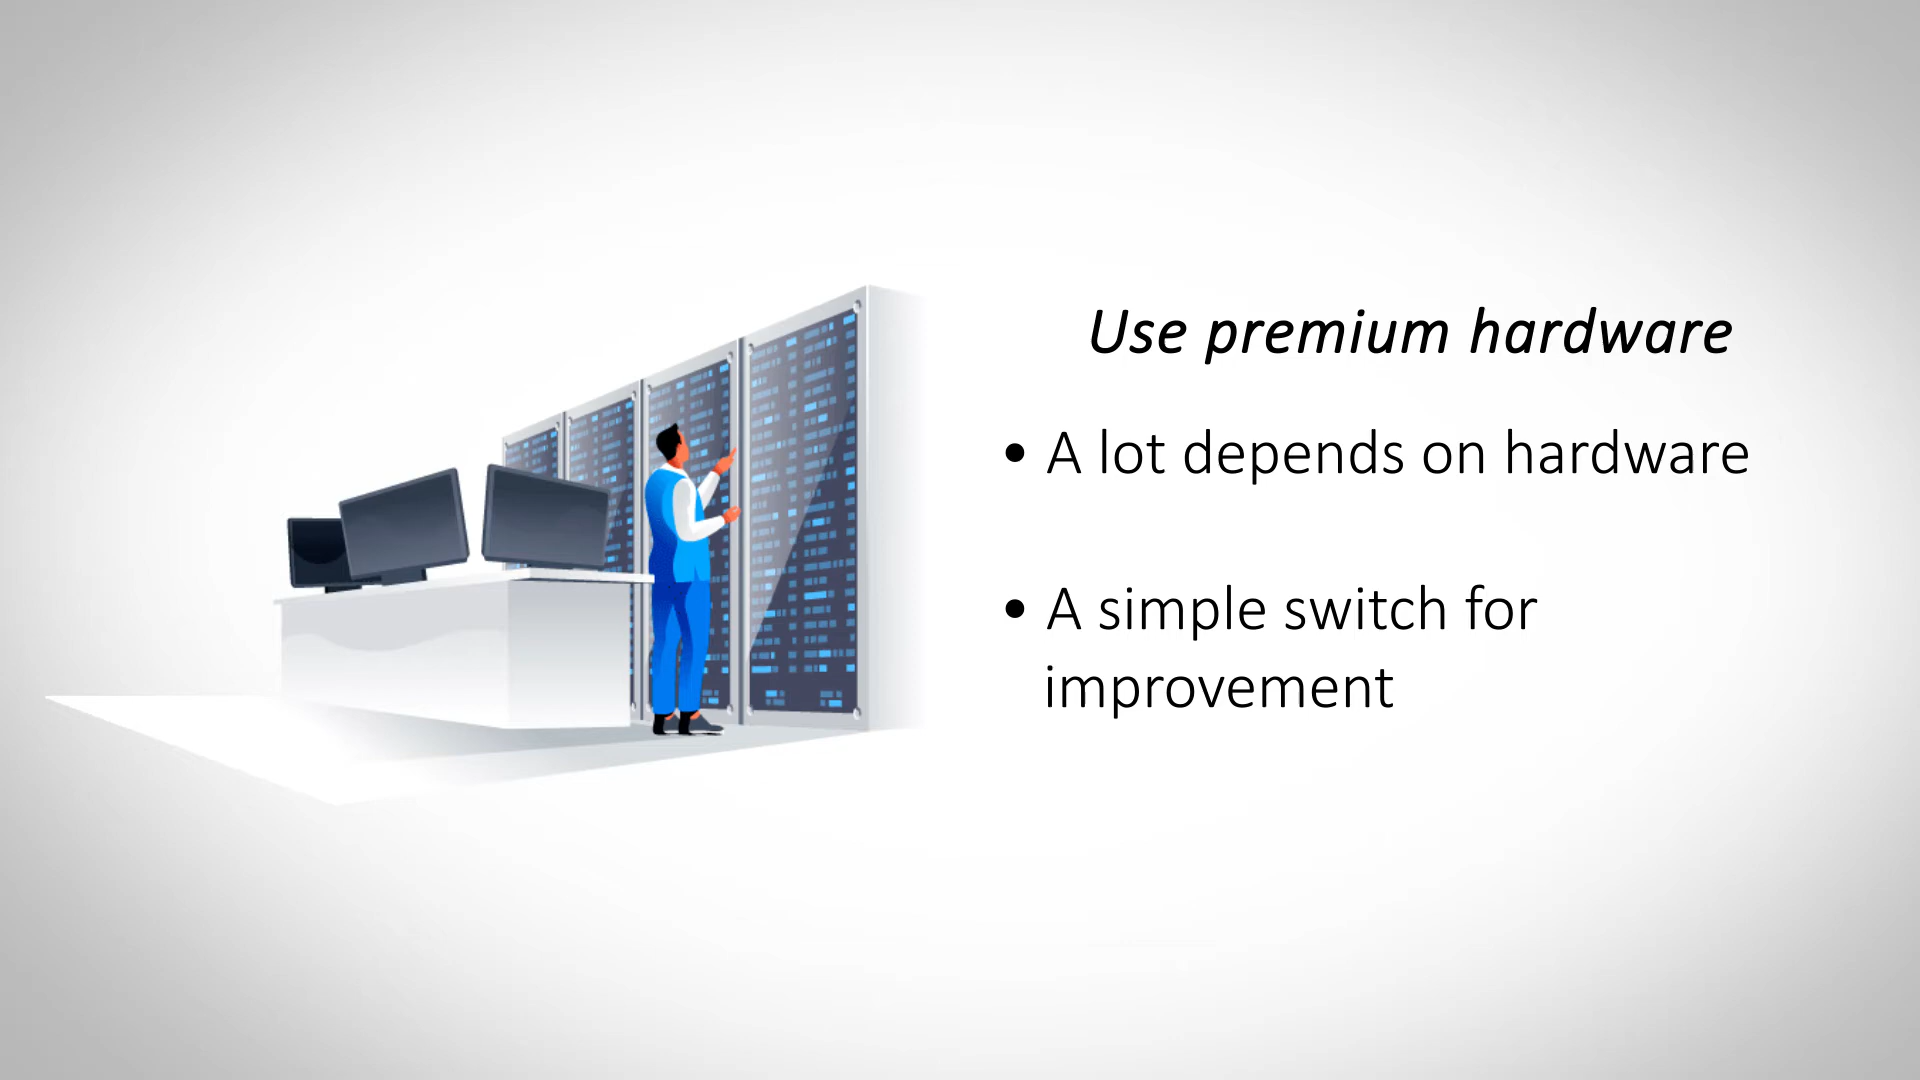 Use premium hardware
• A lot depends on hardware
• A simple switch for
improvement